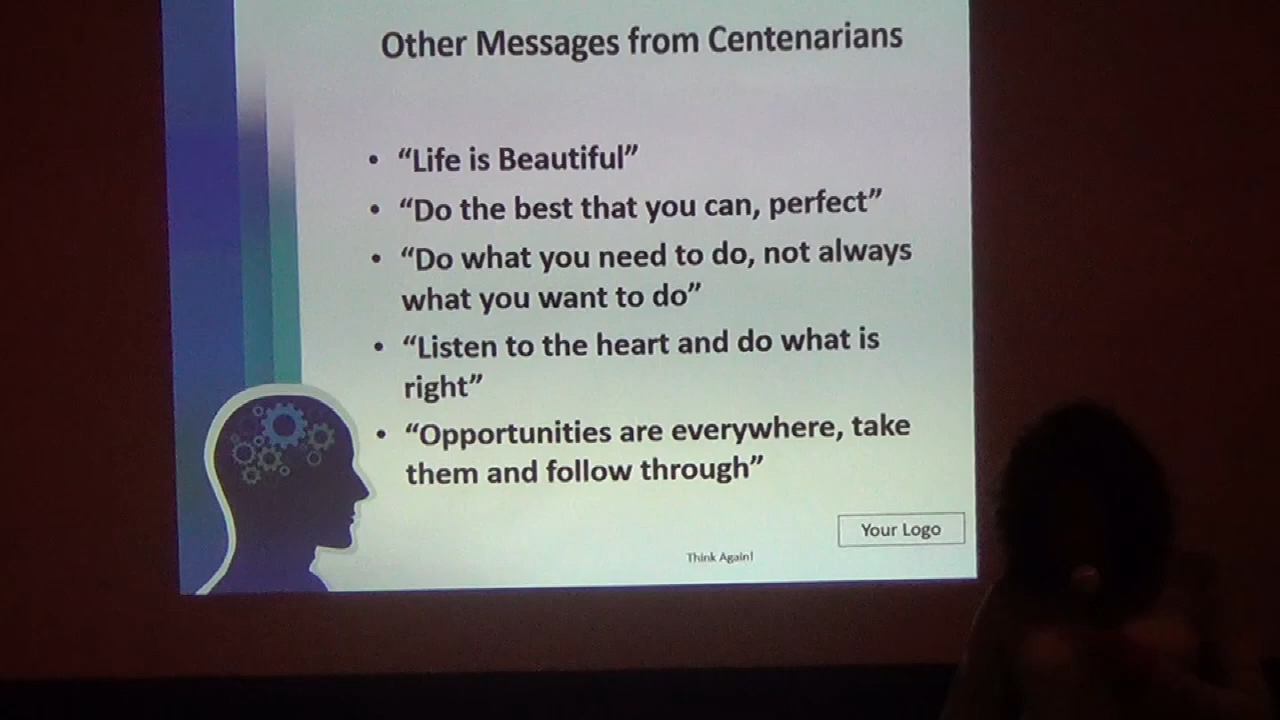 Other Messages from Centenarians
• “Life is Beautiful”
• “Do the best that you can, perfect”
• “Do what you need to do, not always
what you want to do”
• “Listen to the heart and do what is
right”
• “Opportunities are everywhere, take
them and follow through”
Your Logo
Think Again!